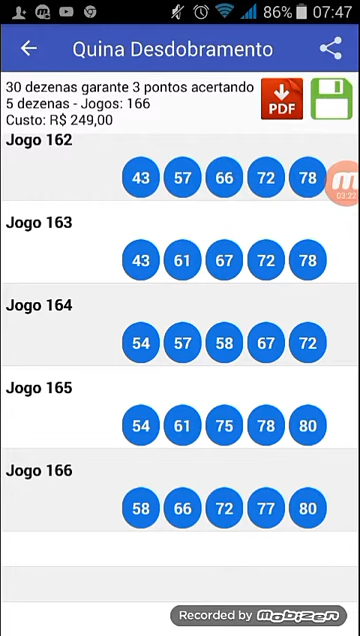 86% 07:47
Quina Desdobramento
30 dezenas garante 3 pontos acertando
5 dezenas - Jogos: 166
Custo: R$ 249,00
PDF
Jogo 162
43 57 66 72 78
03:22
Jogo 163
43 61 67 72 78
Jogo 164
54 57 58 67 72
Jogo 165
54 61 75 78 80
Jogo 166
58 66 72 77 80
Recorded by Mobizen